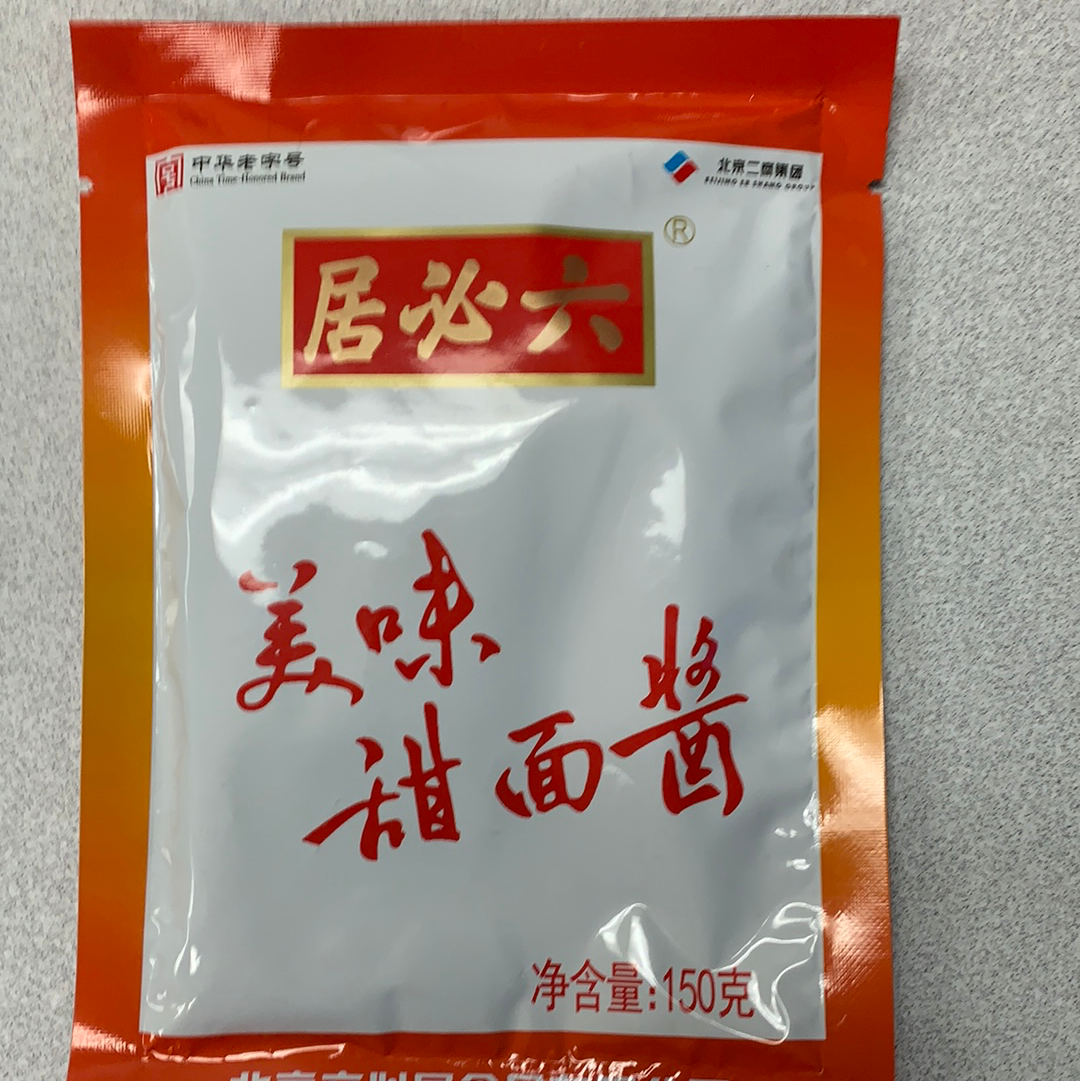 中华老字号
China Time-Honored Brand
北京二商集团
BEIJING ER SHANG GROUP
居必六
®
美味
甜面酱
净含量:150克